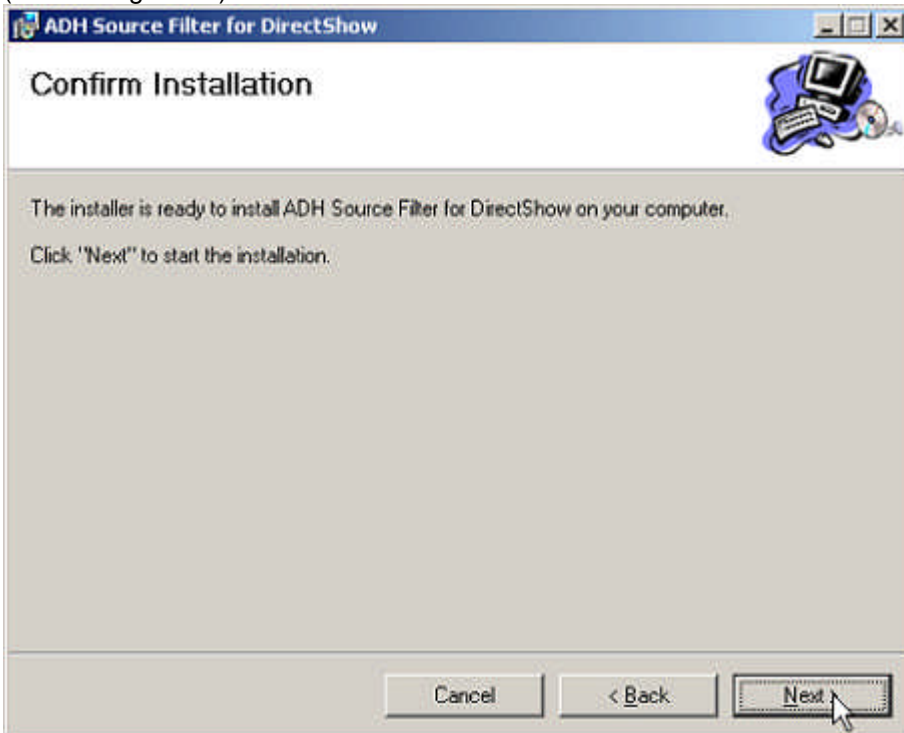 ADH Source Filter for DirectShow
Confirm Installation
The installer is ready to install ADH Source Filter for DirectShow on your computer.
Click "Next" to start the installation.
Cancel
< Back
Next >